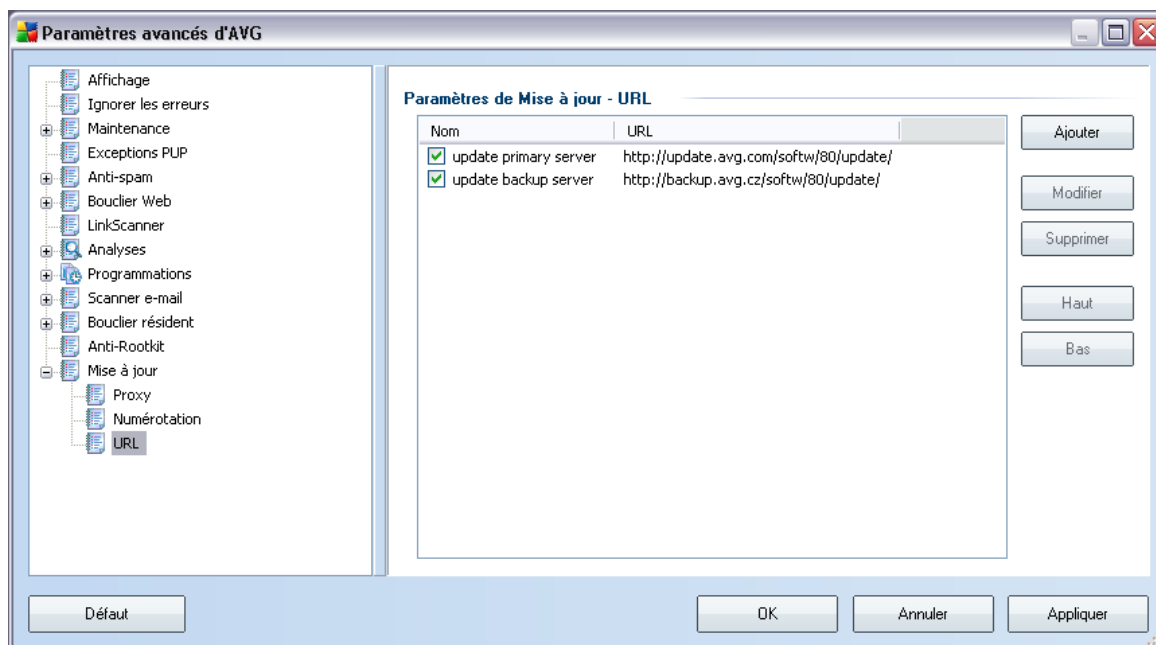 Paramètres avancés d'AVG
Affichage
Ignorer les erreurs
Maintenance
Exceptions PUP
Anti-spam
Bouclier Web
LinkScanner
Analyses
Programmations
Scanner e-mail
Bouclier résident
Anti-Rootkit
Mise à jour
Proxy
Numérotation
URL
Paramètres de Mise à jour - URL
Nom URL
update primary server http://update.avg.com/softw/80/update/
update backup server http://backup.avg.cz/softw/80/update/
Ajouter
Modifier
Supprimer
Haut
Bas
Défaut OK Annuler Appliquer